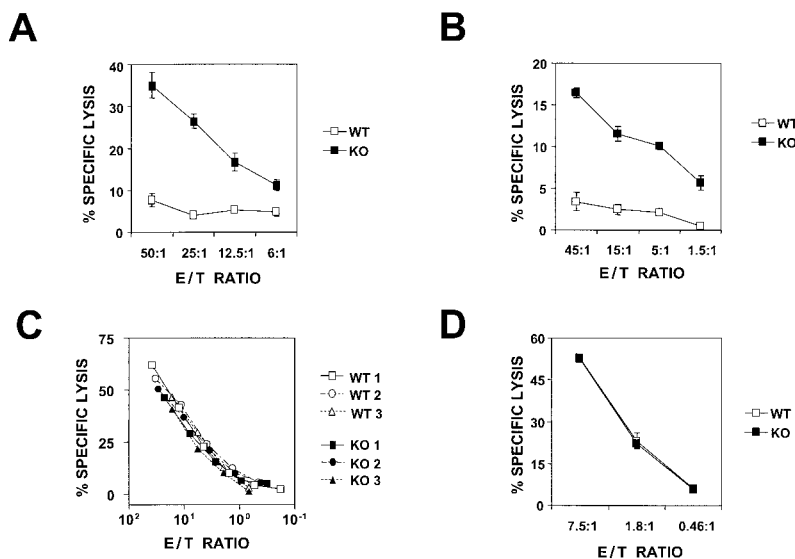 A
% SPECIFIC LYSIS
40
30
20
10
0
50:1 25:1 12.5:1 6:1
E/T RATIO
WT
KO
B
% SPECIFIC LYSIS
20
15
10
5
0
45:1 15:1 5:1 1.5:1
E/T RATIO
WT
KO
C
% SPECIFIC LYSIS
75
50
25
0
10² 10¹ 10⁰ 10⁻¹
E/T RATIO
WT 1
WT 2
WT 3
KO 1
KO 2
KO 3
D
% SPECIFIC LYSIS
60
45
30
15
0
7.5:1 1.8:1 0.46:1
E/T RATIO
WT
KO